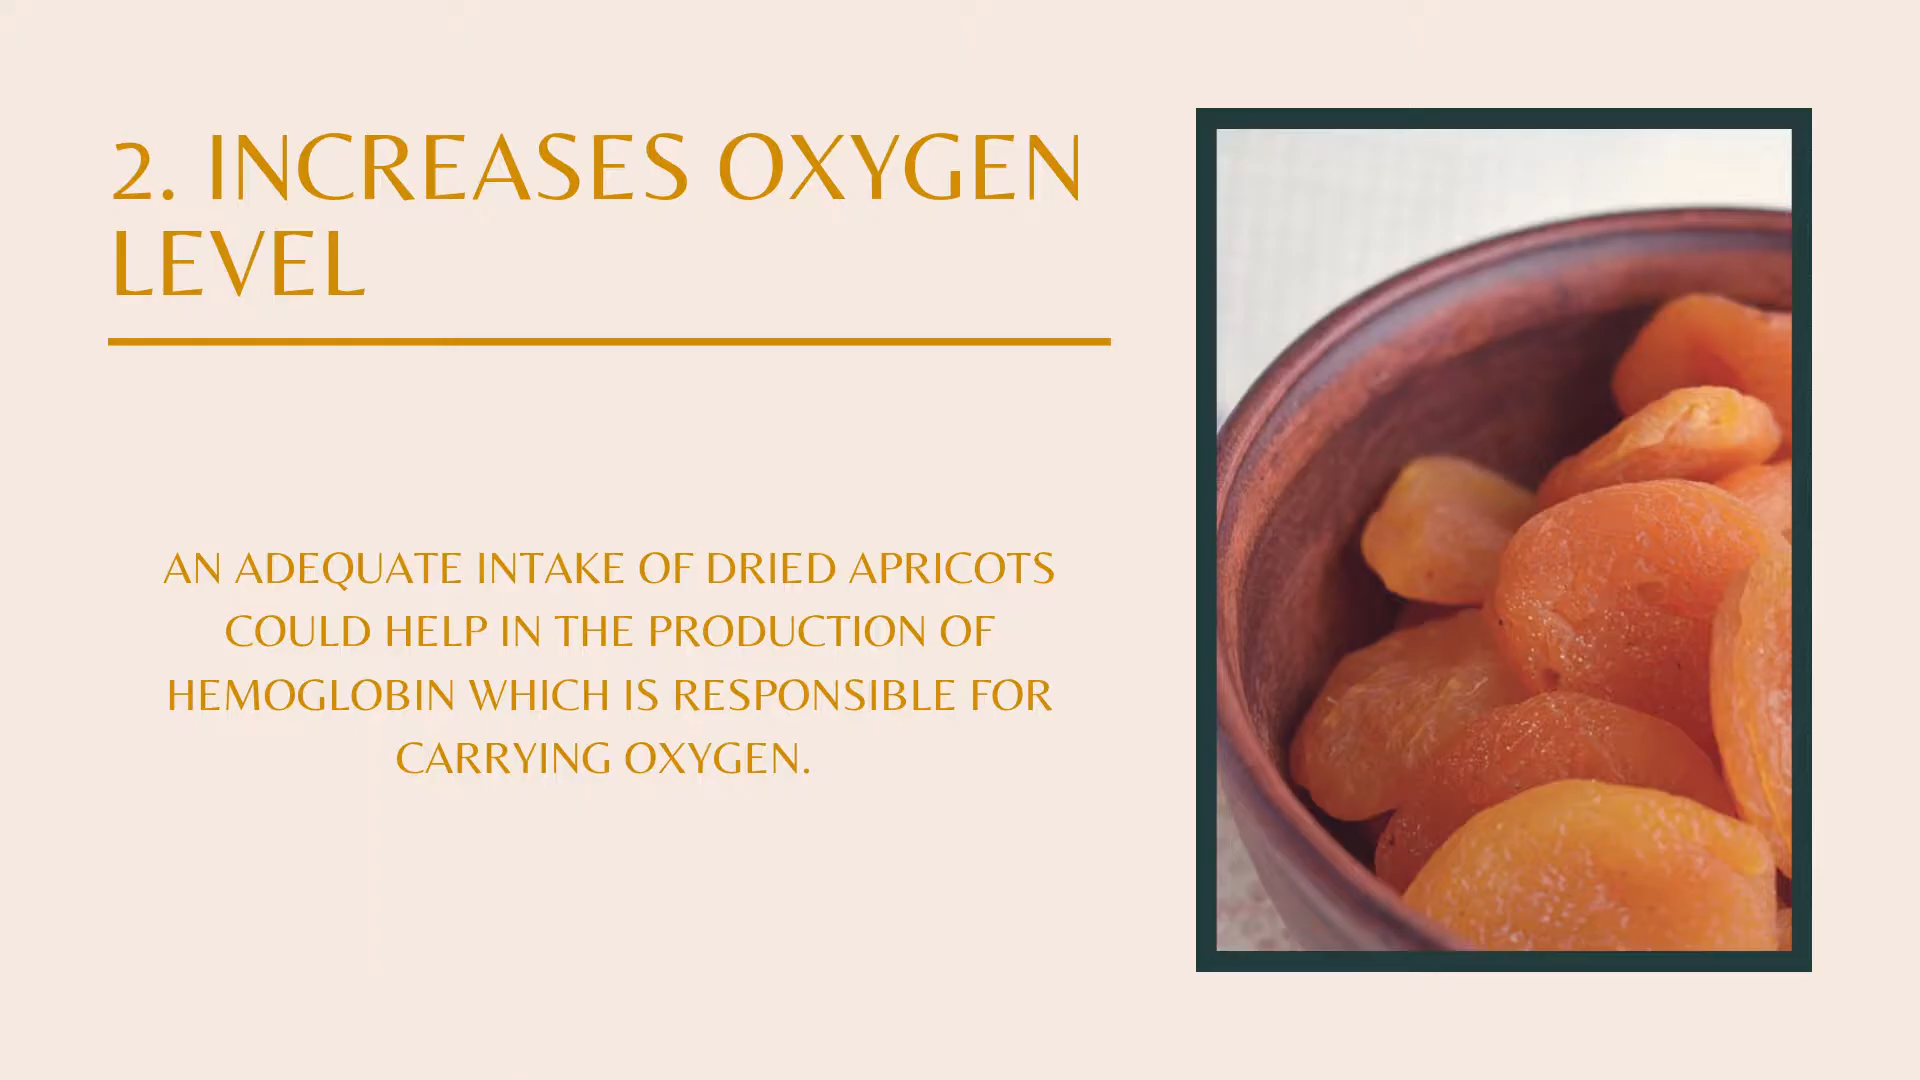 2. INCREASES OXYGEN
LEVEL
AN ADEQUATE INTAKE OF DRIED APRICOTS
COULD HELP IN THE PRODUCTION OF
HEMOGLOBIN WHICH IS RESPONSIBLE FOR
CARRYING OXYGEN.